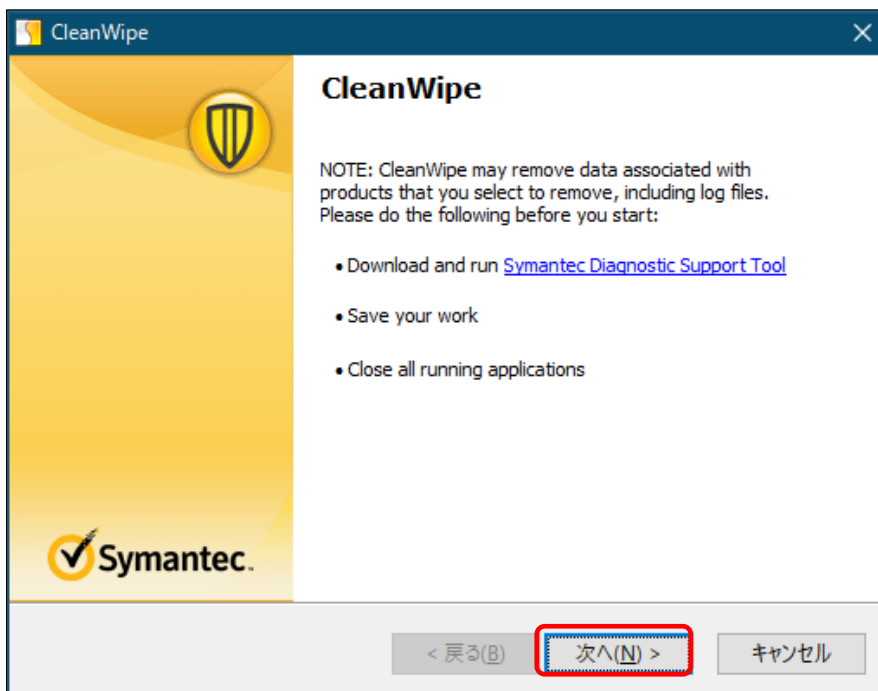 CleanWipe
CleanWipe
NOTE: CleanWipe may remove data associated with
products that you select to remove, including log files.
Please do the following before you start:
• Download and run Symantec Diagnostic Support Tool
• Save your work
• Close all running applications
Symantec.
< 戻る(B)
次へ(N) >
キャンセル